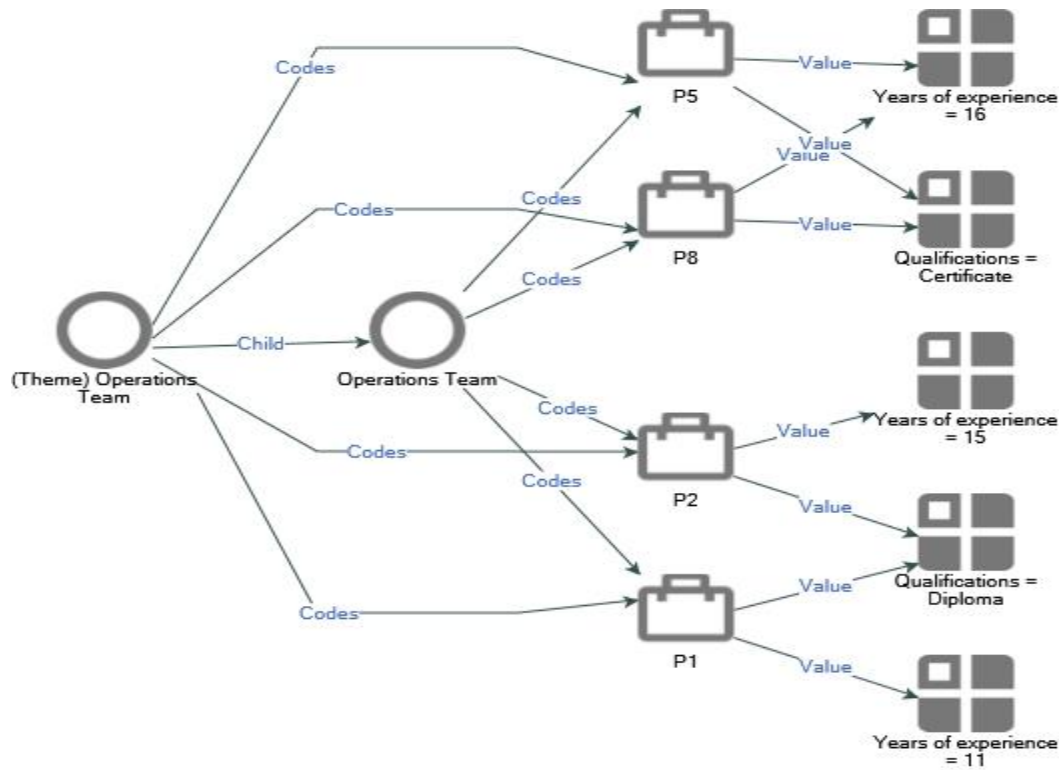 Codes
P5
Value
Years of experience
= 16
Value
Value
Codes
Codes
P8
Value
Qualifications =
Certificate
Codes
Child
(Theme) Operations
Team
Operations Team
Codes
Years of experience
= 15
Value
Codes
P2
Codes
Value
Qualifications =
Diploma
Value
Codes
P1
Value
Years of experience
= 11